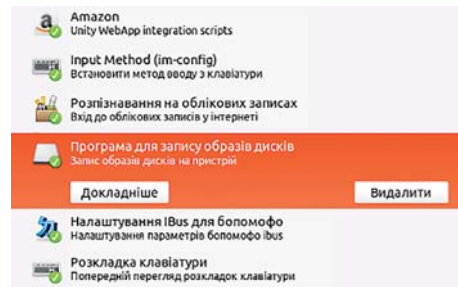 Amazon
Unity WebApp integration scripts
Input Method (im-config)
Встановити метод вводу з клавіатури
Розпізнавання на облікових записах
Вхід до облікових записів у інтернеті
Програма для запису образів дисків
Запис образів дисків на пристрій
Докладніше Видалити
Налаштування IBus для бопомофо
Налаштування параметрів бопомофо ibus
Розкладка клавіатури
Попередній перегляд розкладок клавіатури